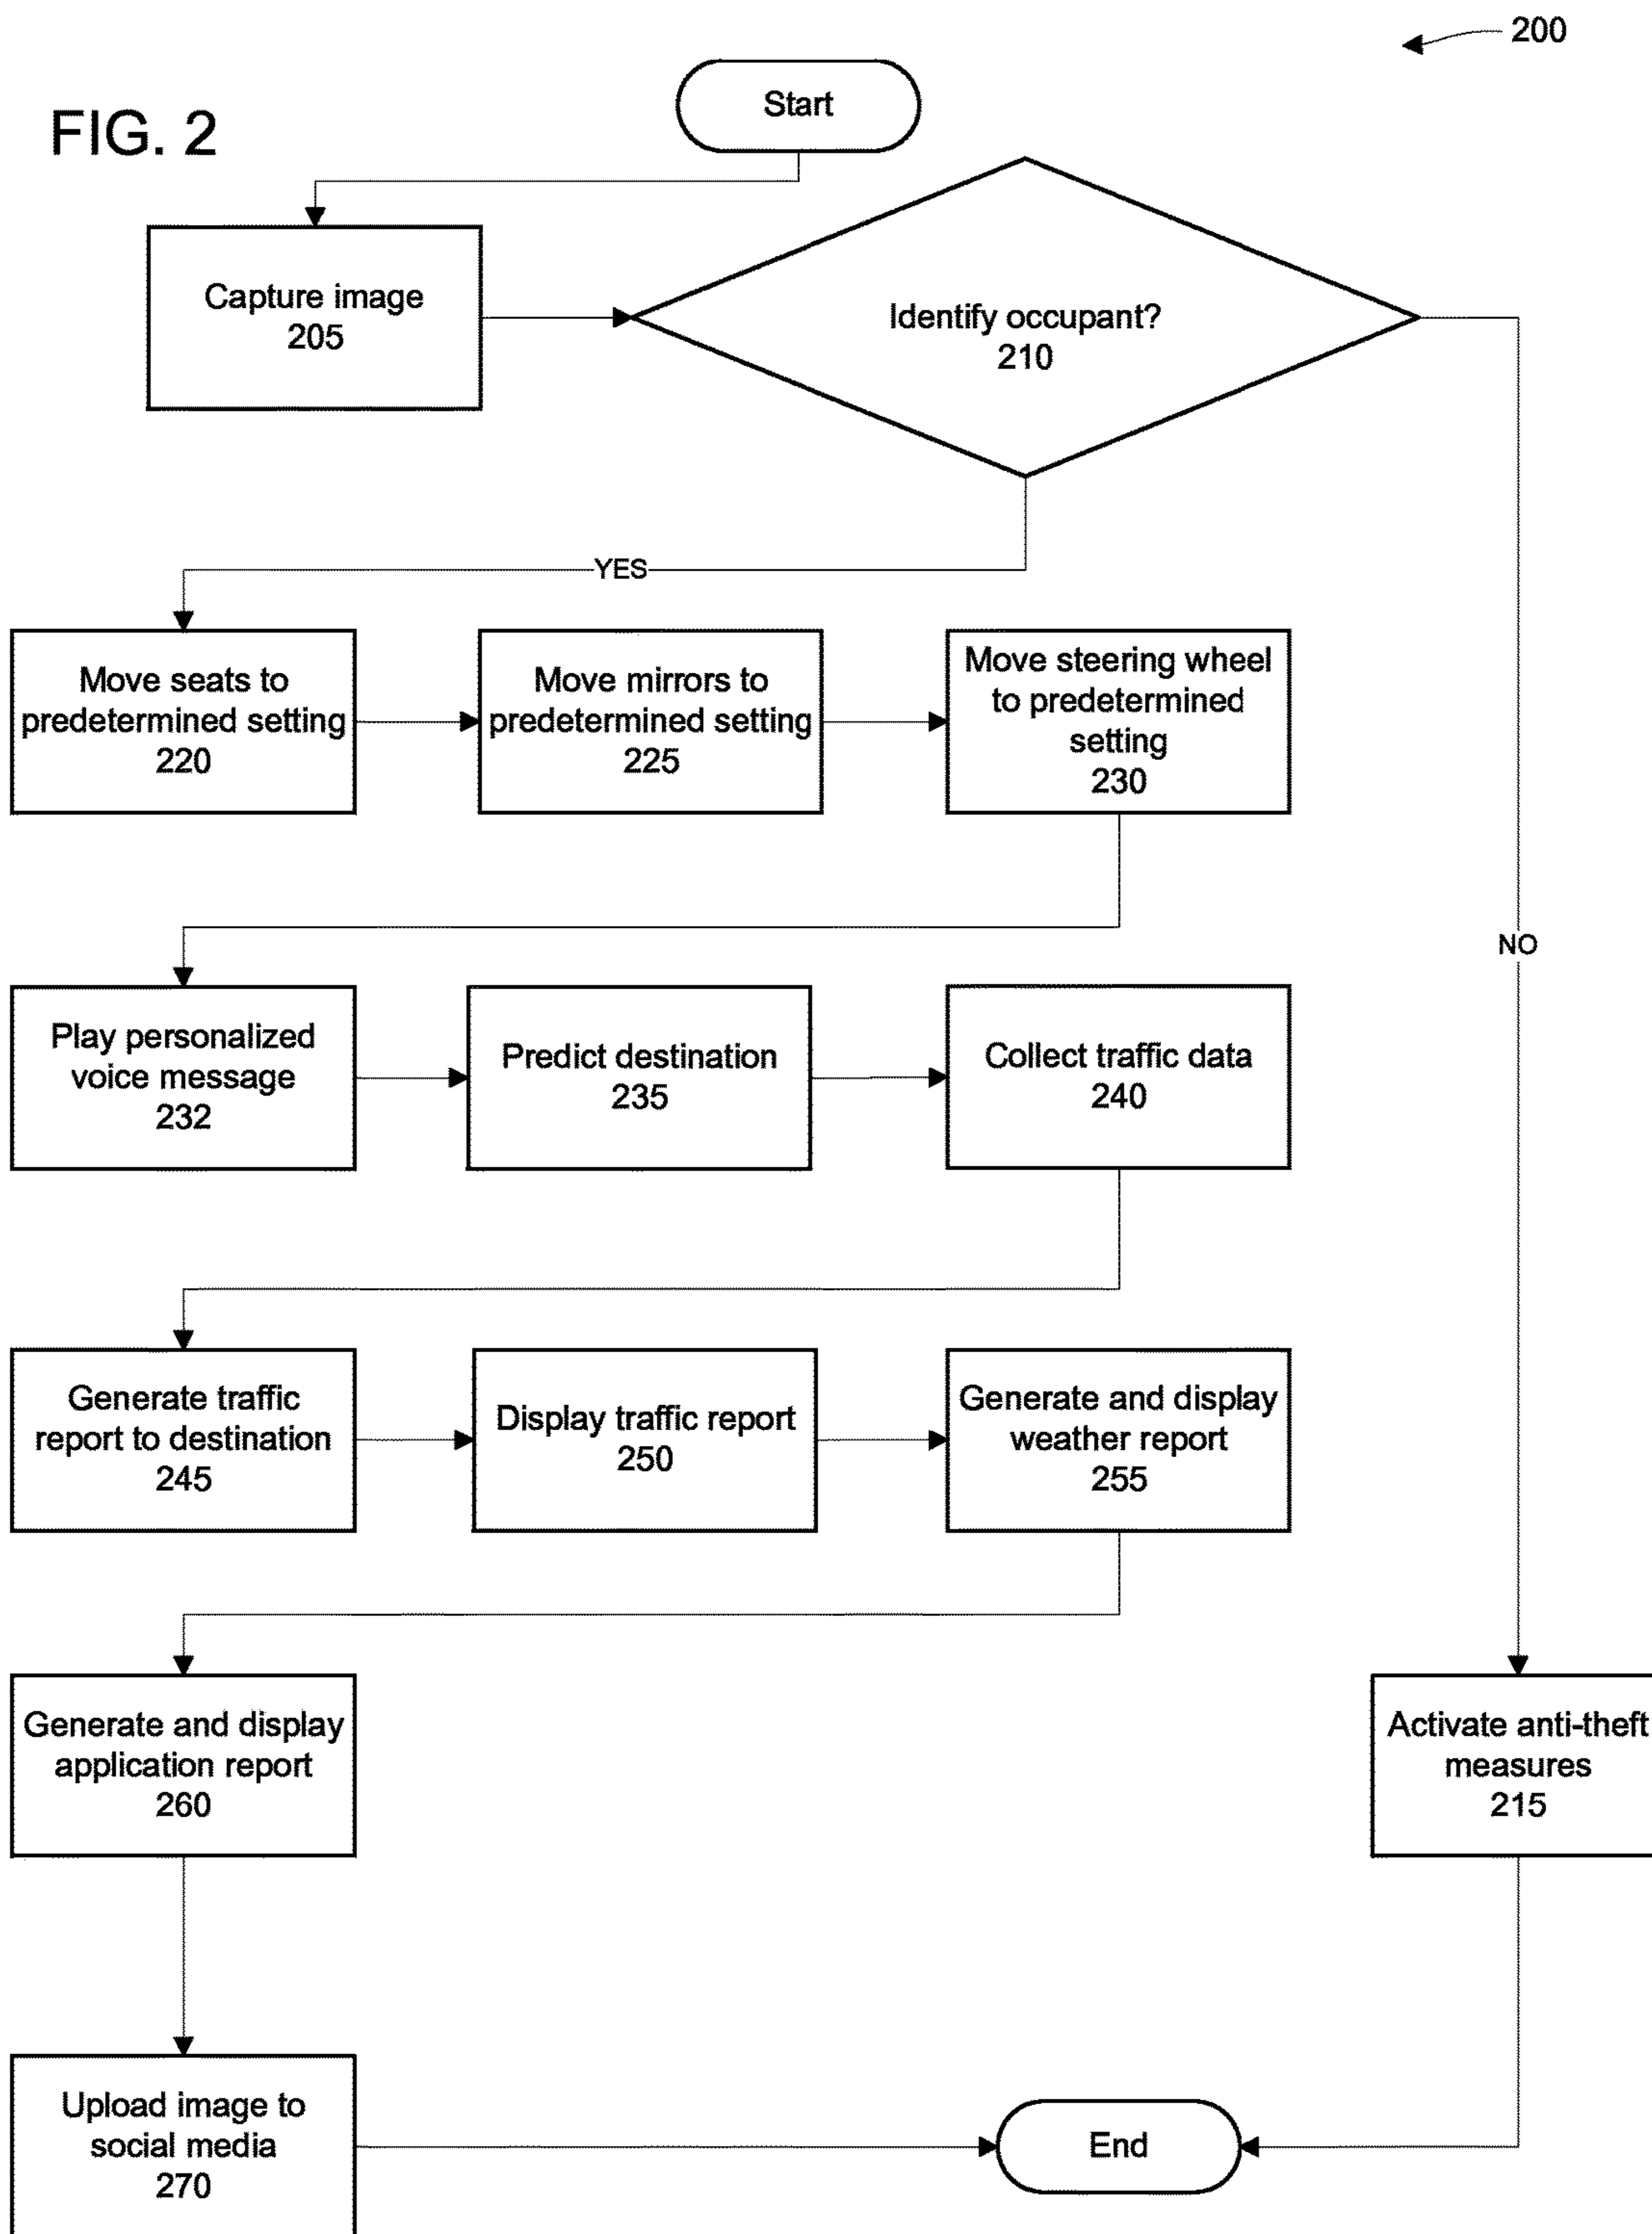 200
FIG. 2
Start
Capture image
205
Identify occupant?
210
YES
Move seats to
predetermined setting
220
Move mirrors to
predetermined setting
225
Move steering wheel
to predetermined
setting
230
NO
Play personalized
voice message
232
Predict destination
235
Collect traffic data
240
Generate traffic
report to destination
245
Display traffic report
250
Generate and display
weather report
255
Generate and display
application report
260
Activate anti-theft
measures
215
Upload image to
social media
270
End